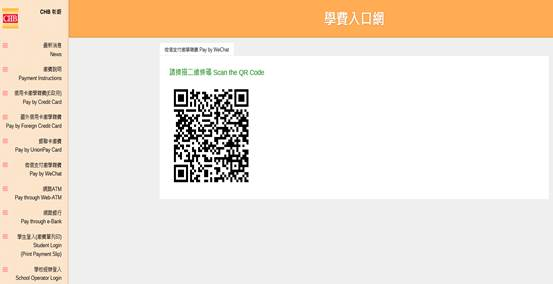 CHB 彰銀
學費入口網
最新消息
News
繳費說明
Payment Instructions
信用卡繳學雜費(E政府)
Pay by Credit Card
國外信用卡繳學雜費
Pay by Foreign Credit Card
銀聯卡繳費
Pay by UnionPay Card
微信支付繳學雜費
Pay by WeChat
網路ATM
Pay through Web-ATM
網路銀行
Pay through e-Bank
學生登入(繳費單列印)
Student Login
(Print Payment Slip)
學校經辦登入
School Operator Login
微信支付繳學雜費 Pay by WeChat
請掃描二維條碼 Scan the QR Code